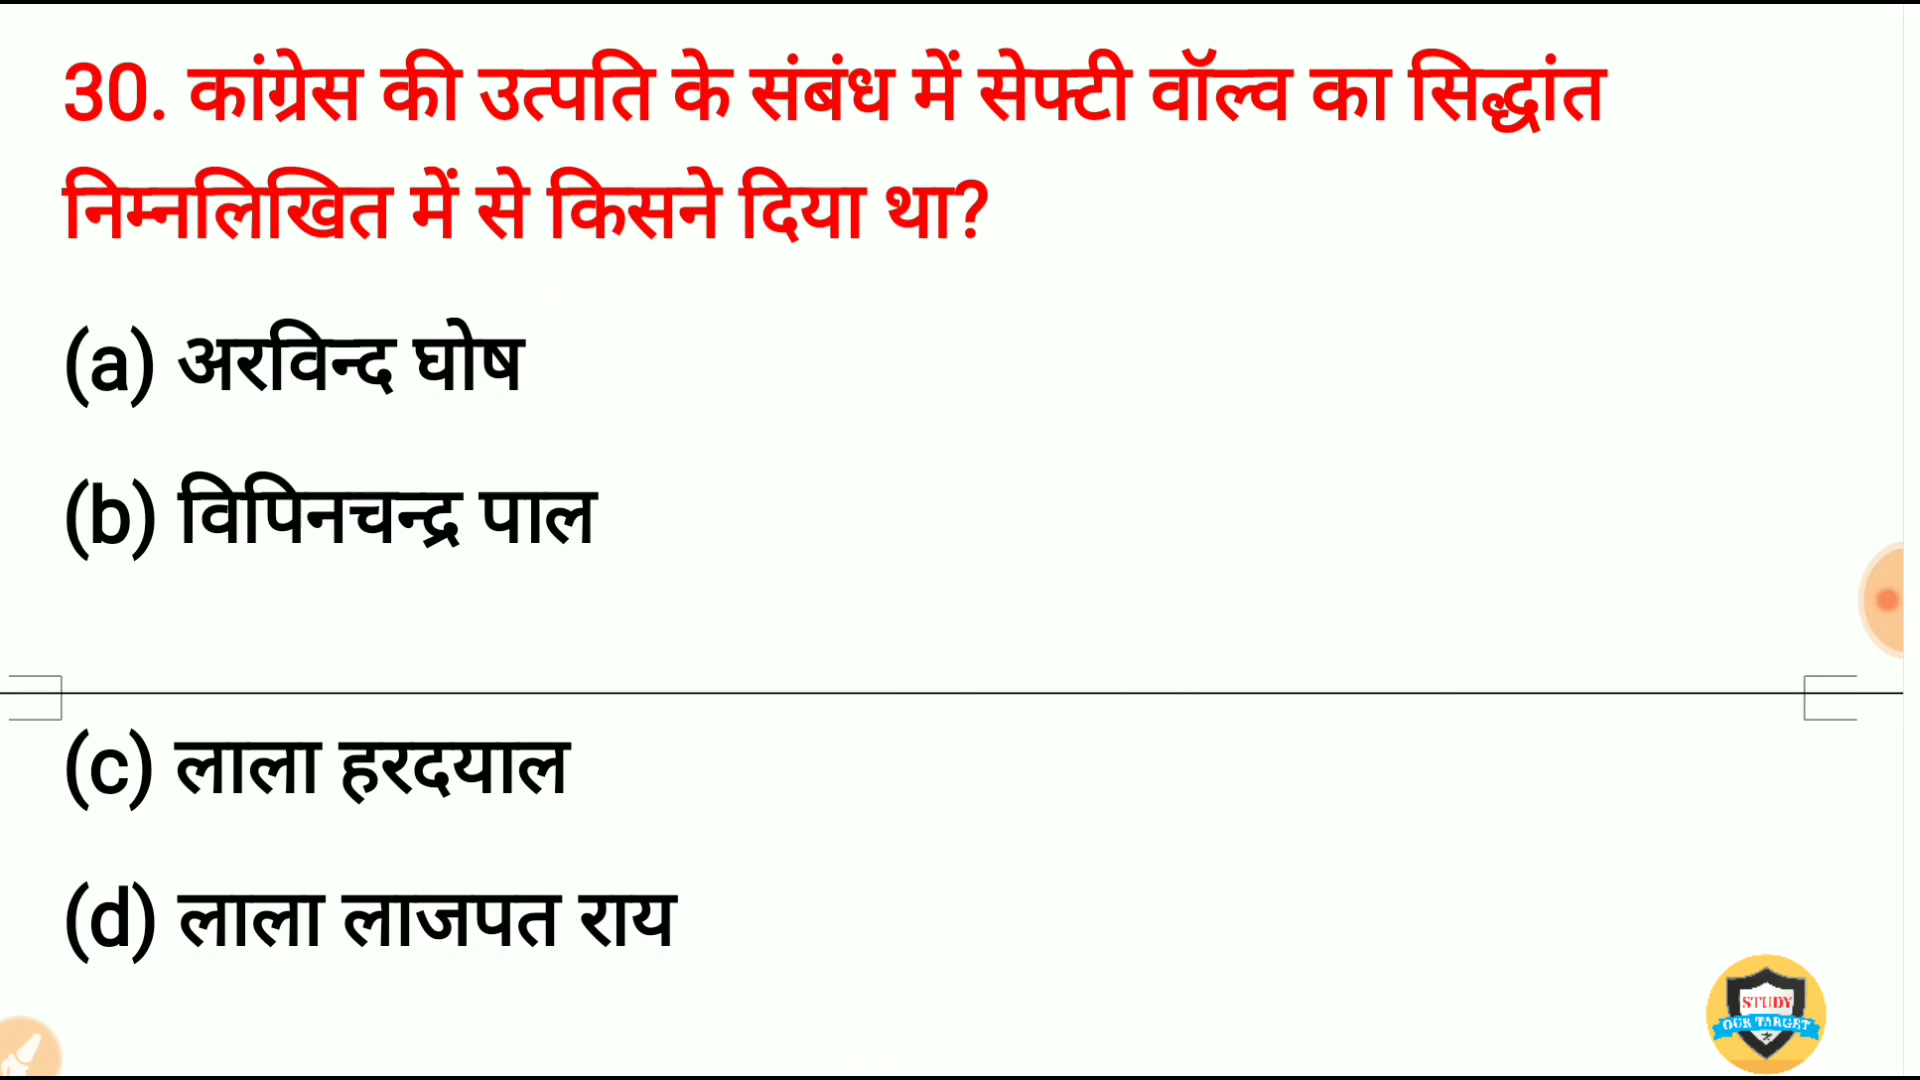 30. कांग्रेस की उत्पति के संबंध में सेफ्टी वॉल्व का सिद्धांत
निम्नलिखित में से किसने दिया था?
(a) अरविन्द घोष
(b) विपिनचन्द्र पाल
(c) लाला हरदयाल
(d) लाला लाजपत राय
STUDY
OUR TARGET